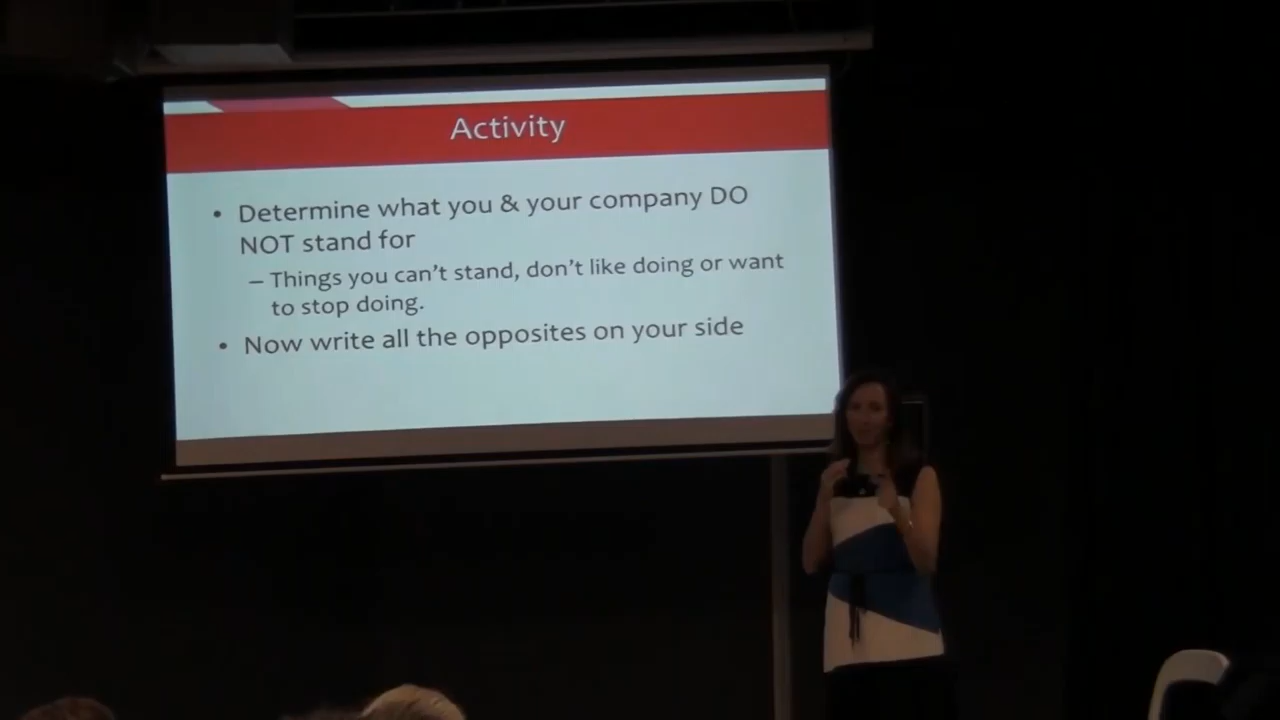 Activity
• Determine what you & your company DO
NOT stand for
– Things you can't stand, don't like doing or want
to stop doing.
• Now write all the opposites on your side